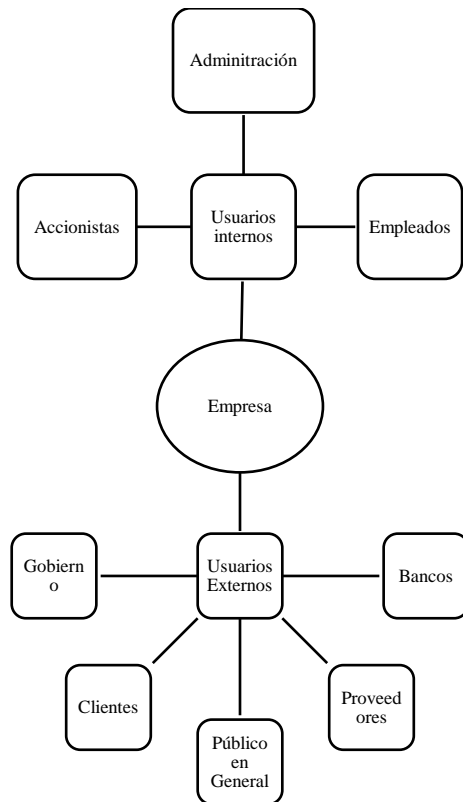 Adminitración
Accionistas
Usuarios
internos
Empleados
Empresa
Gobiern
o
Usuarios
Externos
Bancos
Clientes
Público
en
General
Proveed
ores